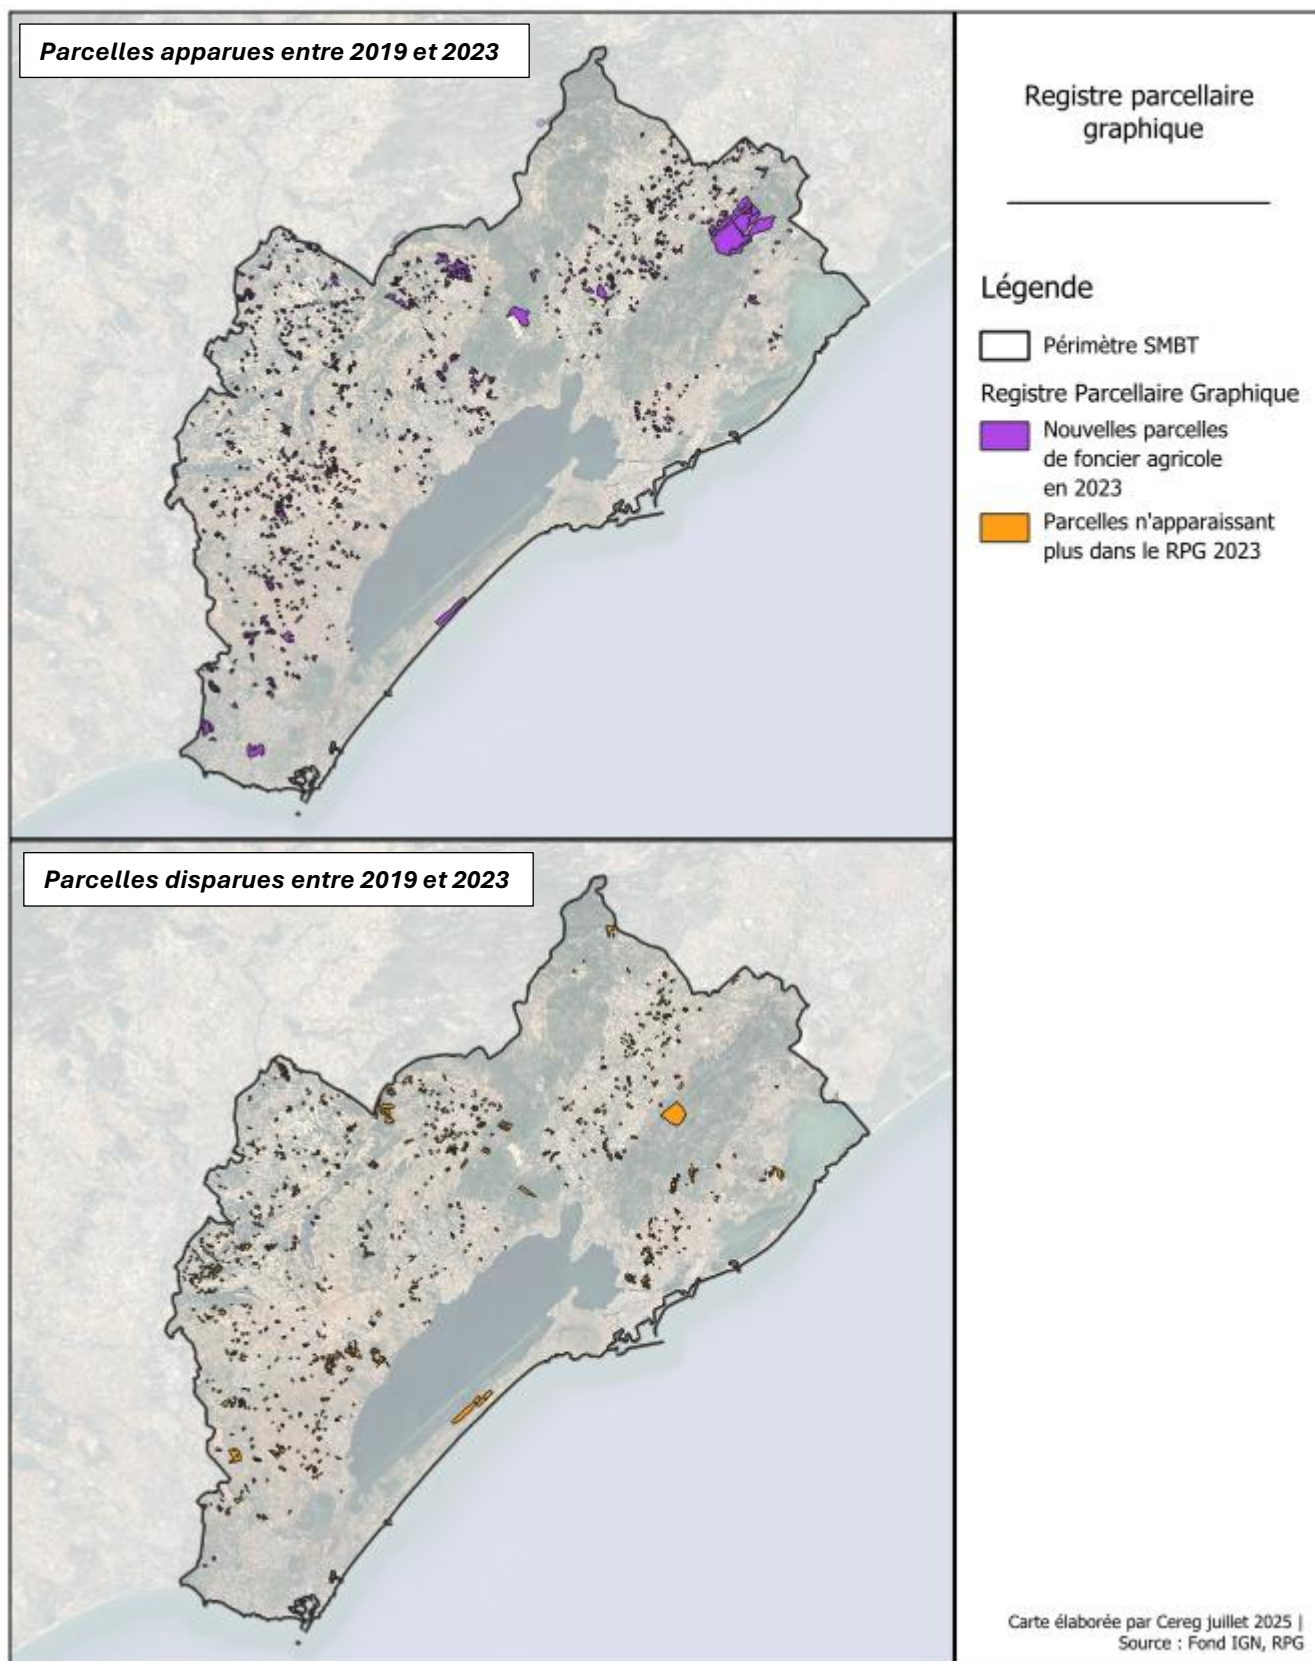 Parcelles apparues entre 2019 et 2023
Registre parcellaire
graphique
Légende
Périmètre SMBT
Registre Parcellaire Graphique
Nouvelles parcelles
de foncier agricole
en 2023
Parcelles n'apparaissant
plus dans le RPG 2023
Parcelles disparues entre 2019 et 2023
Carte élaborée par Cereg juillet 2025 |
Source : Fond IGN, RPG